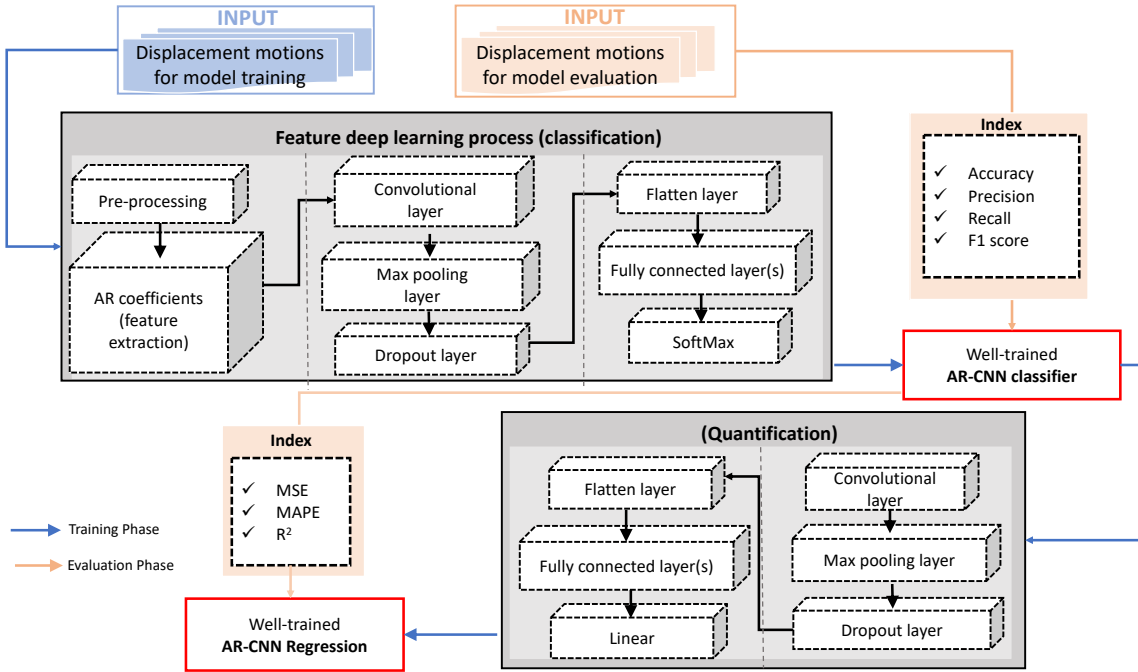 INPUT
Displacement motions
for model training
INPUT
Displacement motions
for model evaluation
Feature deep learning process (classification)
Pre-processing
AR coefficients
(feature
extraction)
Convolutional
layer
Max pooling
layer
Dropout layer
Flatten layer
Fully connected layer(s)
SoftMax
Index
✓ Accuracy
✓ Precision
✓ Recall
✓ F1 score
Well-trained
AR-CNN classifier
(Quantification)
Convolutional
layer
Max pooling layer
Dropout layer
Flatten layer
Fully connected layer(s)
Linear
Index
✓ MSE
✓ MAPE
✓ R²
Training Phase
Evaluation Phase
Well-trained
AR-CNN Regression